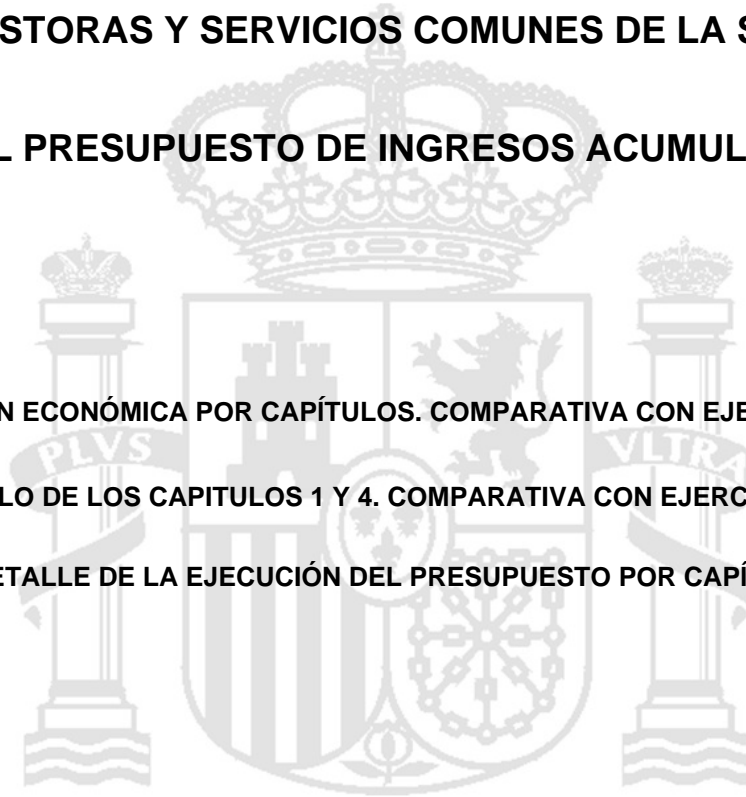 STORAS Y SERVICIOS COMUNES DE LA S
L PRESUPUESTO DE INGRESOS ACUMUL
N ECONÓMICA POR CAPÍTULOS. COMPARATIVA CON EJE
PLVS VLTRA
LO DE LOS CAPITULOS 1 Y 4. COMPARATIVA CON EJERC
ETALLE DE LA EJECUCIÓN DEL PRESUPUESTO POR CAPÍ